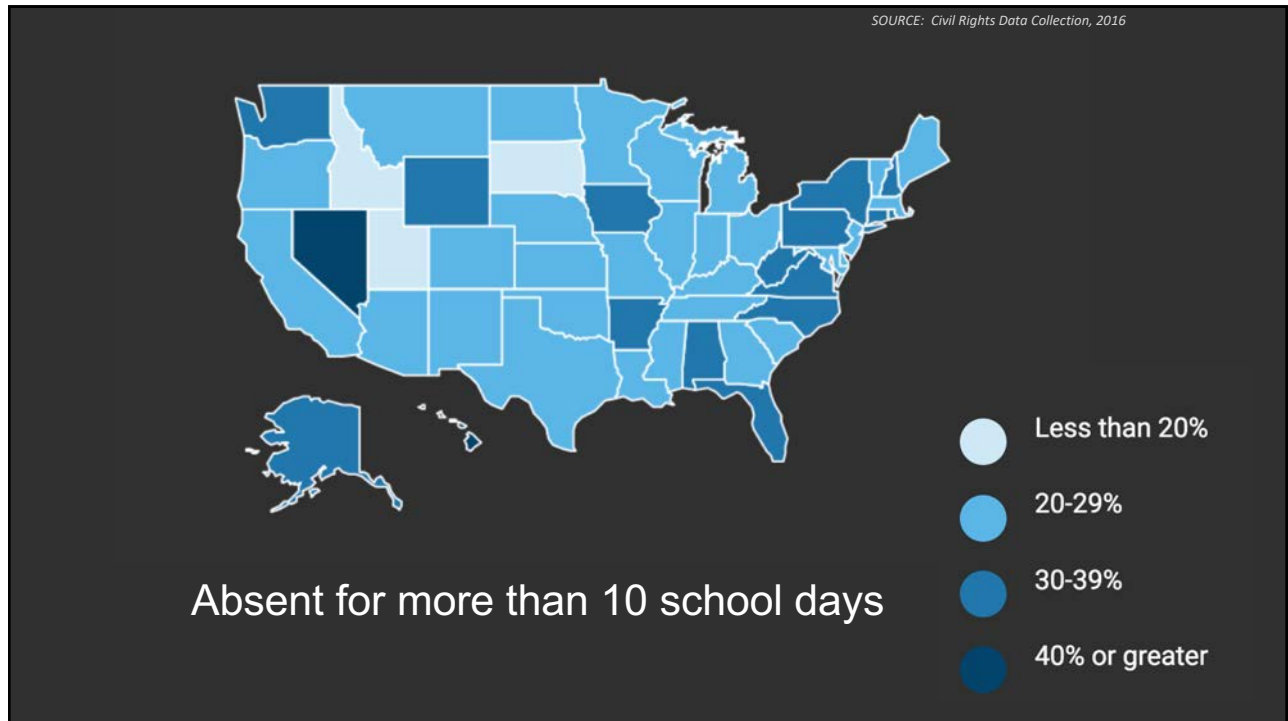 SOURCE: Civil Rights Data Collection, 2016
Less than 20%
20-29%
30-39%
40% or greater
Absent for more than 10 school days